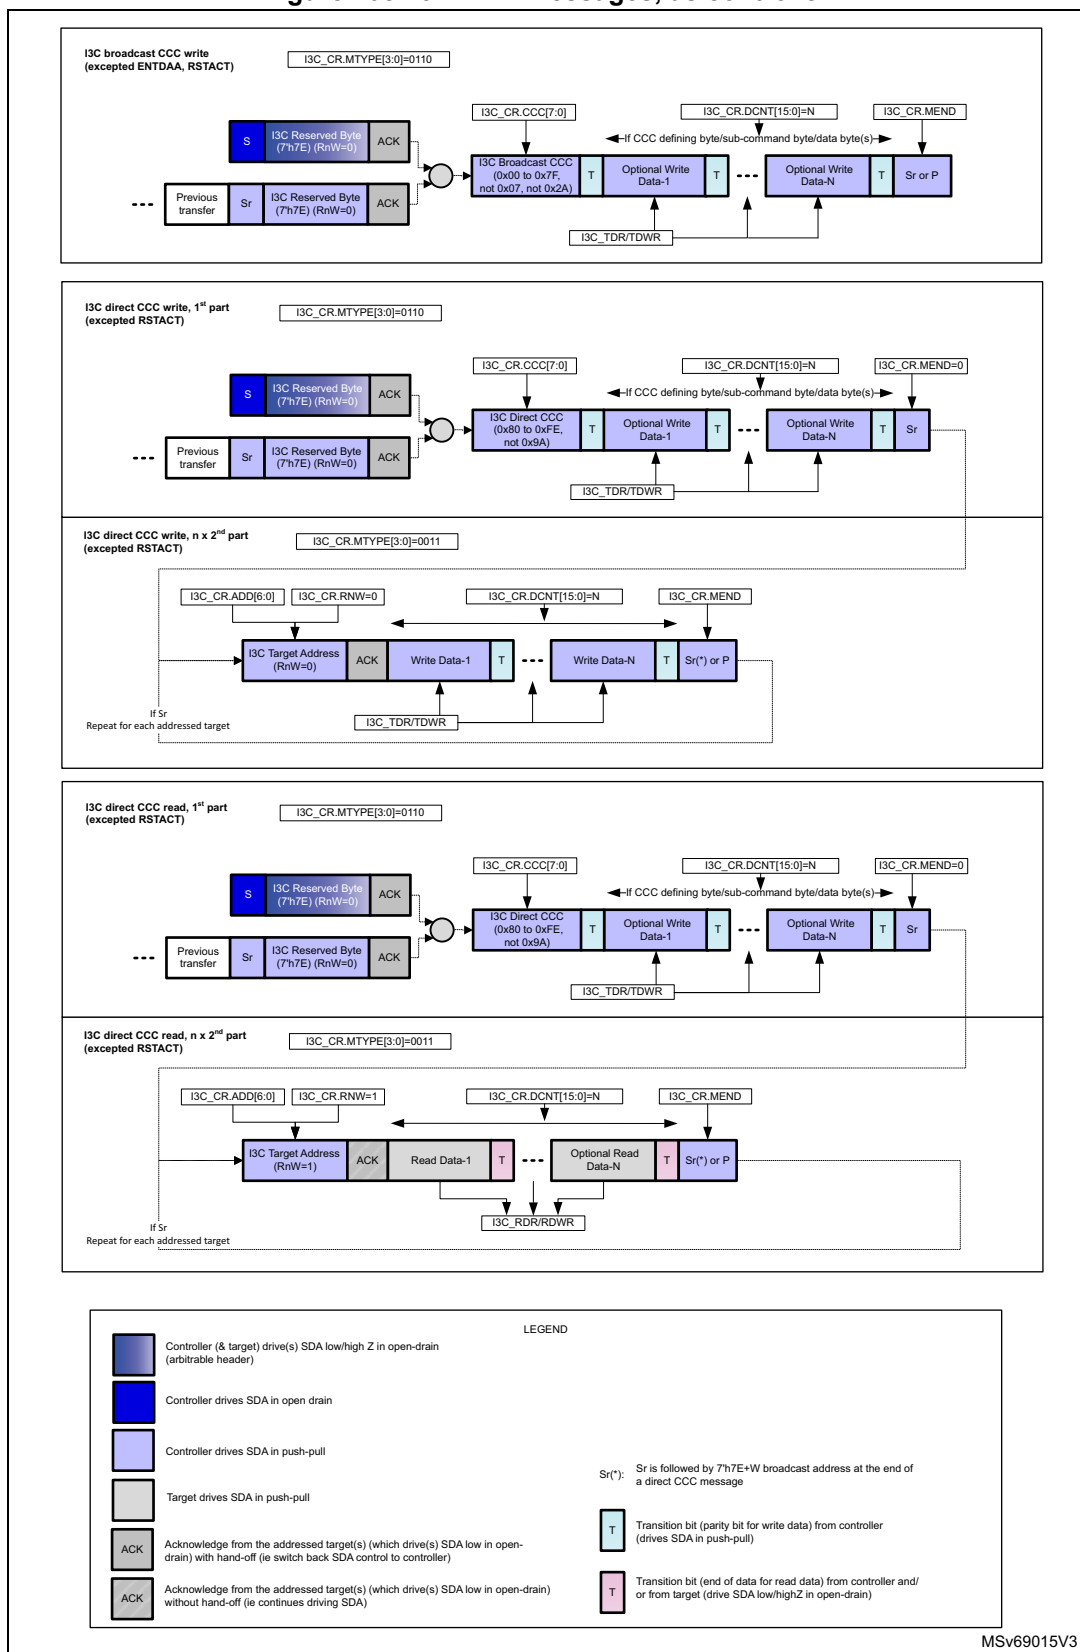 I3C broadcast CCC write
(excepted ENTDAA, RSTACT)
I3C_CR.MTYPE[3:0]=0110
I3C_CR.CCC[7:0]
I3C_CR.DCNT[15:0]=N
I3C_CR.MEND
If CCC defining byte/sub-command byte/data byte(s)
S
I3C Reserved Byte
(7'h7E) (RnW=0)
ACK
I3C Broadcast CCC
(0x00 to 0x7F,
not 0x07, not 0x2A)
T
Optional Write
Data-1
T
Optional Write
Data-N
T
Sr or P
Previous
transfer
Sr
I3C Reserved Byte
(7'h7E) (RnW=0)
ACK
I3C_TDR/TDWR
I3C direct CCC write, 1st part
(excepted RSTACT)
I3C_CR.MTYPE[3:0]=0110
I3C_CR.CCC[7:0]
I3C_CR.DCNT[15:0]=N
I3C_CR.MEND=0
If CCC defining byte/sub-command byte/data byte(s)
S
I3C Reserved Byte
(7'h7E) (RnW=0)
ACK
I3C Direct CCC
(0x80 to 0xFE,
not 0x9A)
T
Optional Write
Data-1
T
Optional Write
Data-N
T
Sr
Previous
transfer
Sr
I3C Reserved Byte
(7'h7E) (RnW=0)
ACK
I3C_TDR/TDWR
I3C direct CCC write, n x 2nd part
(excepted RSTACT)
I3C_CR.MTYPE[3:0]=0011
I3C_CR.ADD[6:0]
I3C_CR.RNW=0
I3C_CR.DCNT[15:0]=N
I3C_CR.MEND
I3C Target Address
(RnW=0)
ACK
Write Data-1
T
Write Data-N
T
Sr(*) or P
I3C_TDR/TDWR
If Sr
Repeat for each addressed target
I3C direct CCC read, 1st part
(excepted RSTACT)
I3C_CR.MTYPE[3:0]=0110
I3C_CR.CCC[7:0]
I3C_CR.DCNT[15:0]=N
I3C_CR.MEND=0
If CCC defining byte/sub-command byte/data byte(s)
S
I3C Reserved Byte
(7'h7E) (RnW=0)
ACK
I3C Direct CCC
(0x80 to 0xFE,
not 0x9A)
T
Optional Write
Data-1
T
Optional Write
Data-N
T
Sr
Previous
transfer
Sr
I3C Reserved Byte
(7'h7E) (RnW=0)
ACK
I3C_TDR/TDWR
I3C direct CCC read, n x 2nd part
(excepted RSTACT)
I3C_CR.MTYPE[3:0]=0011
I3C_CR.ADD[6:0]
I3C_CR.RNW=1
I3C_CR.DCNT[15:0]=N
I3C_CR.MEND
I3C Target Address
(RnW=1)
ACK
Read Data-1
T
Optional Read
Data-N
T
Sr(*) or P
I3C_RDR/RDWR
If Sr
Repeat for each addressed target
LEGEND
Controller (& target) drive(s) SDA low/high Z in open-drain
(arbitrable header)
Controller drives SDA in open drain
Controller drives SDA in push-pull
Target drives SDA in push-pull
ACK
Acknowledge from the addressed target(s) (which drive(s) SDA low in open-
drain) with hand-off (ie switch back SDA control to controller)
ACK
Acknowledge from the addressed target(s) (which drive(s) SDA low in open-drain)
without hand-off (ie continues driving SDA)
Sr(*):
Sr is followed by 7'h7E+W broadcast address at the end of
a direct CCC message
T
Transition bit (parity bit for write data) from controller
(drives SDA in push-pull)
T
Transition bit (end of data for read data) from controller and/
or from target (drive SDA low/highZ in open-drain)
MSv69015V3